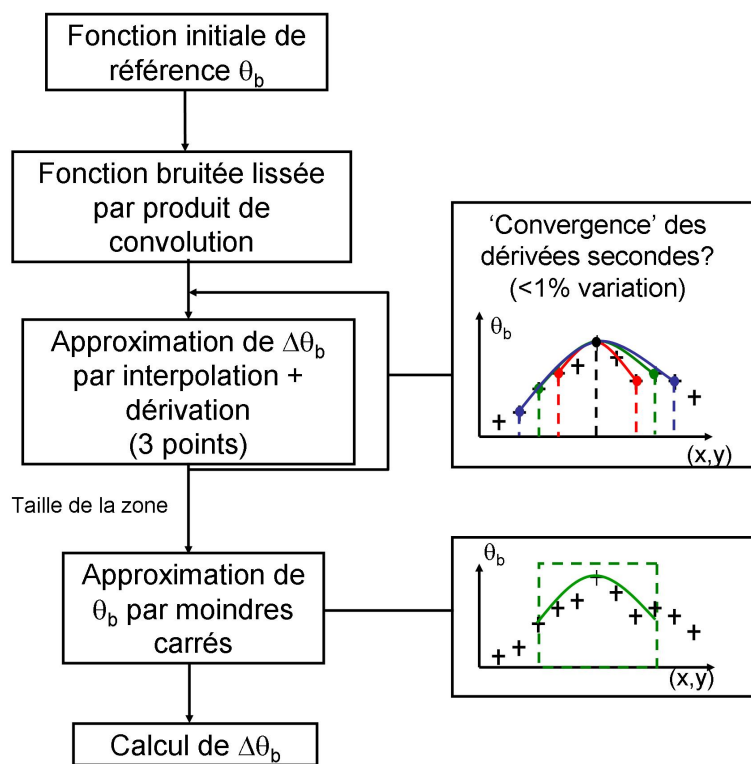 Fonction initiale de
référence θb
Fonction bruitée lissée
par produit de
convolution
'Convergence' des
dérivées secondes?
(<1% variation)
θb
(x,y)
Approximation de Δθb
par interpolation +
dérivation
(3 points)
Taille de la zone
Approximation de
θb par moindres
carrés
θb
(x,y)
Calcul de Δθb